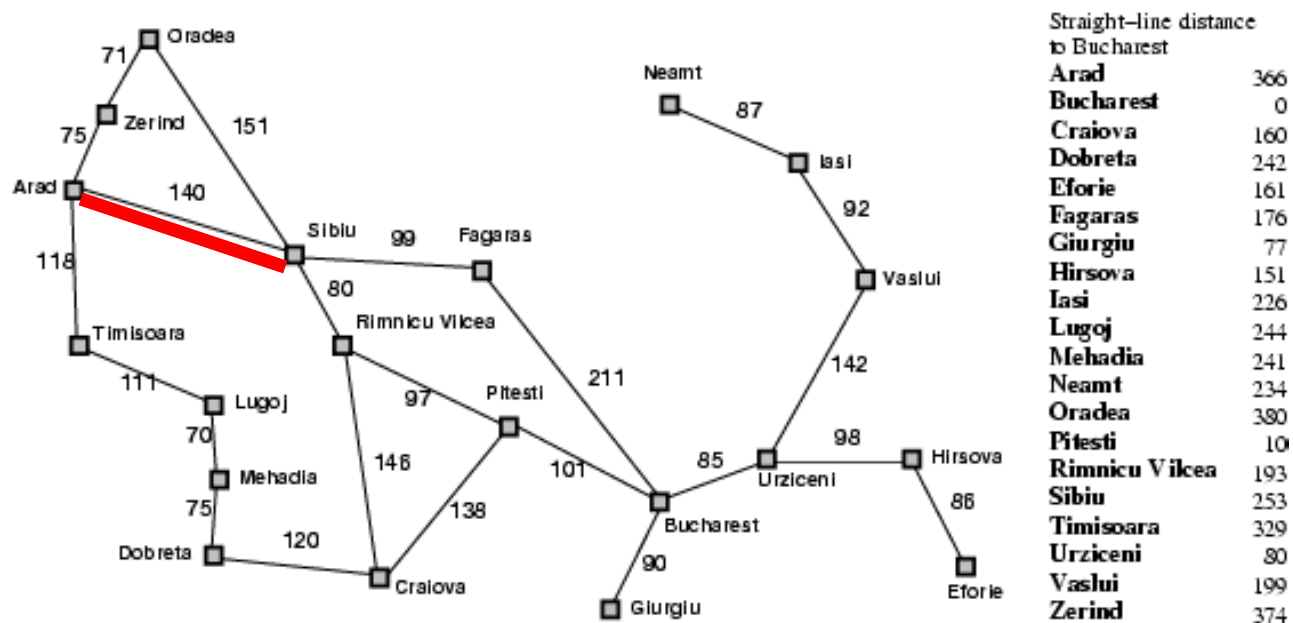 Oradea
71
Neamt
87
Zerind
151
75
Iasi
Arad
140
92
Sibiu
99
Fagaras
118
80
Vaslui
Timisoara
Rimnicu Vilcea
142
111
211
Pitesti
Lugoj
97
70
98
Hirsova
146
101
85
Mehadia
Urziceni
75
138
86
Bucharest
120
Dobreta
90
Craiova
Eforie
Giurgiu
Straight-line distance
to Bucharest
Arad 366
Bucharest 0
Craiova 160
Dobreta 242
Eforie 161
Fagaras 176
Giurgiu 77
Hirsova 151
Iasi 226
Lugoj 244
Mehadia 241
Neamt 234
Oradea 380
Pitesti 10
Rimnicu Vilcea 193
Sibiu 253
Timisoara 329
Urziceni 80
Vaslui 199
Zerind 374